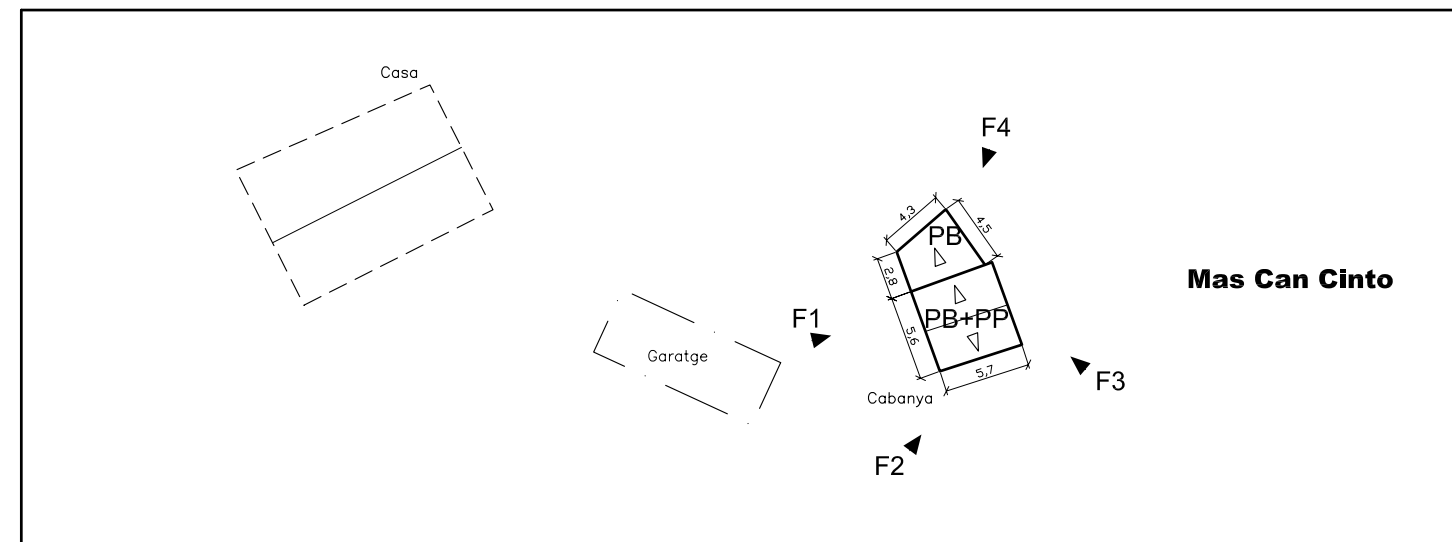 Casa
F4
4,3
4,5
PB
2,8
Mas Can Cinto
F1
PB+PP
5,6
Garatge
5,7
F3
Cabanya
F2